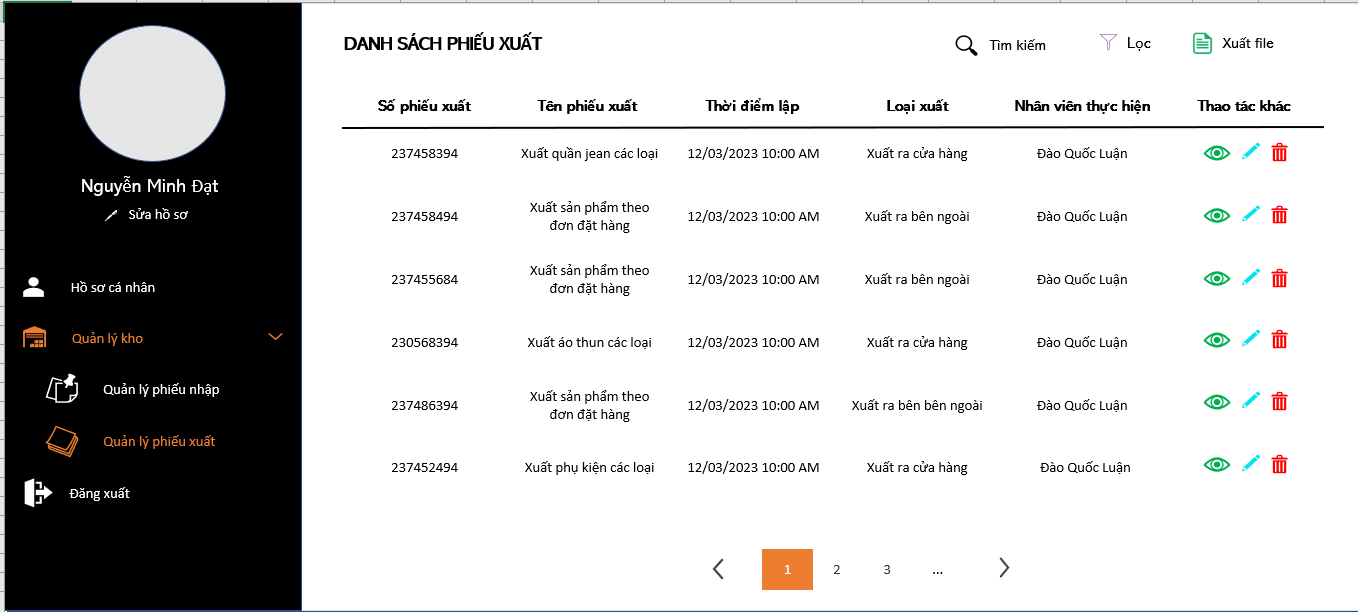 Nguyễn Minh Đạt
Sửa hồ sơ
Hồ sơ cá nhân
Quản lý kho
Quản lý phiếu nhập
Quản lý phiếu xuất
Đăng xuất
DANH SÁCH PHIẾU XUẤT
Tìm kiếm Lọc Xuất file
Số phiếu xuất Tên phiếu xuất Thời điểm lập Loại xuất Nhân viên thực hiện Thao tác khác
237458394 Xuất quần jean các loại 12/03/2023 10:00 AM Xuất ra cửa hàng Đào Quốc Luận
237458494 Xuất sản phẩm theo 12/03/2023 10:00 AM Xuất ra bên ngoài Đào Quốc Luận
đơn đặt hàng
237455684 Xuất sản phẩm theo 12/03/2023 10:00 AM Xuất ra bên ngoài Đào Quốc Luận
đơn đặt hàng
230568394 Xuất áo thun các loại 12/03/2023 10:00 AM Xuất ra cửa hàng Đào Quốc Luận
237486394 Xuất sản phẩm theo 12/03/2023 10:00 AM Xuất ra bên bên ngoài Đào Quốc Luận
đơn đặt hàng
237452494 Xuất phụ kiện các loại 12/03/2023 10:00 AM Xuất ra cửa hàng Đào Quốc Luận
1 2 3 ...